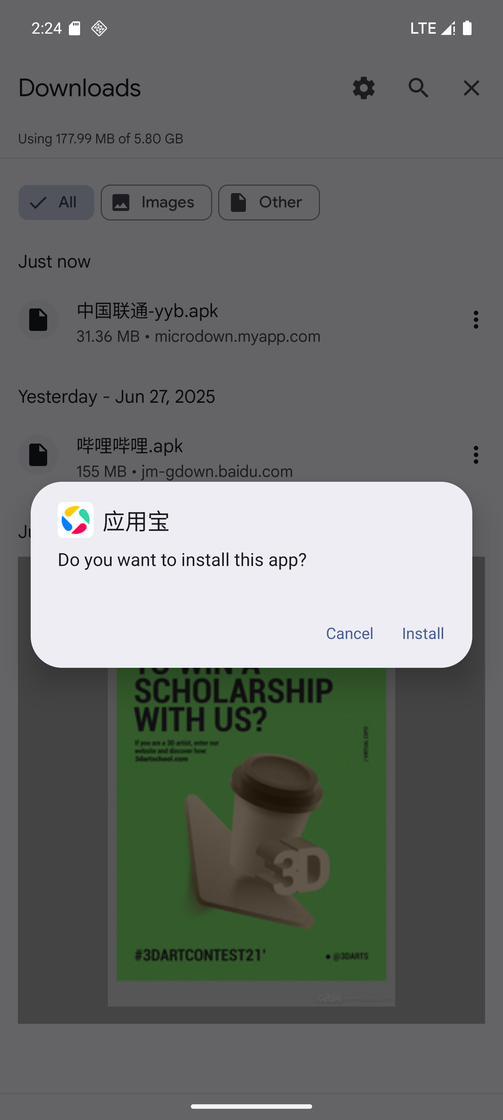 2:24
LTE
Downloads
Using 177.99 MB of 5.80 GB
All
Images
Other
Just now
中国联通-yyb.apk
31.36 MB • microdown.myapp.com
Yesterday - Jun 27, 2025
哔哩哔哩.apk
155 MB • jm-gdown.baidu.com
应用宝
Do you want to install this app?
Cancel
Install
TO WIN A
SCHOLARSHIP
WITH US?
If you are a 3D artist, enter our
website and discover how:
3dartschool.com
/ VIRTUAL EXPO
3D
#3DARTCONTEST21'
• @3DARTS